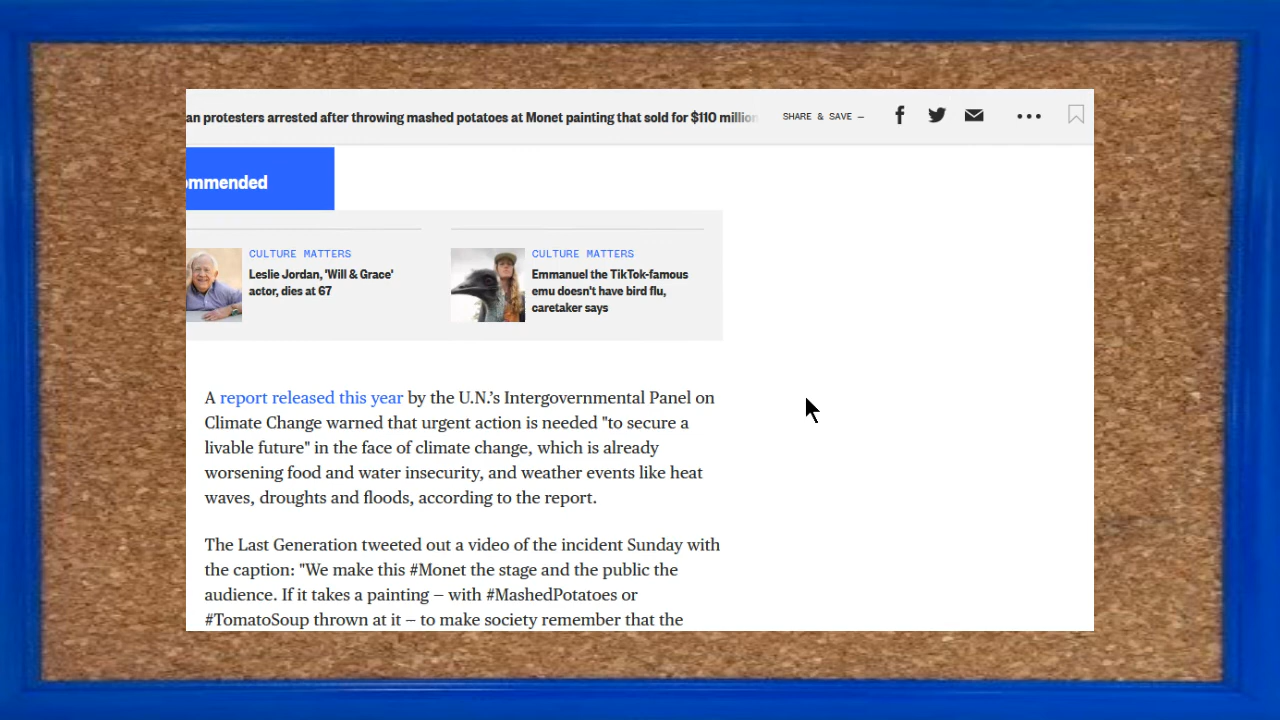 an protesters arrested after throwing mashed potatoes at Monet painting that sold for $110 million
SHARE & SAVE —
ommended
CULTURE MATTERS
Leslie Jordan, 'Will & Grace'
actor, dies at 67
CULTURE MATTERS
Emmanuel the TikTok-famous
emu doesn't have bird flu,
caretaker says
A report released this year by the U.N.'s Intergovernmental Panel on
Climate Change warned that urgent action is needed "to secure a
livable future" in the face of climate change, which is already
worsening food and water insecurity, and weather events like heat
waves, droughts and floods, according to the report.
The Last Generation tweeted out a video of the incident Sunday with
the caption: "We make this #Monet the stage and the public the
audience. If it takes a painting – with #MashedPotatoes or
#TomatoSoup thrown at it – to make society remember that the